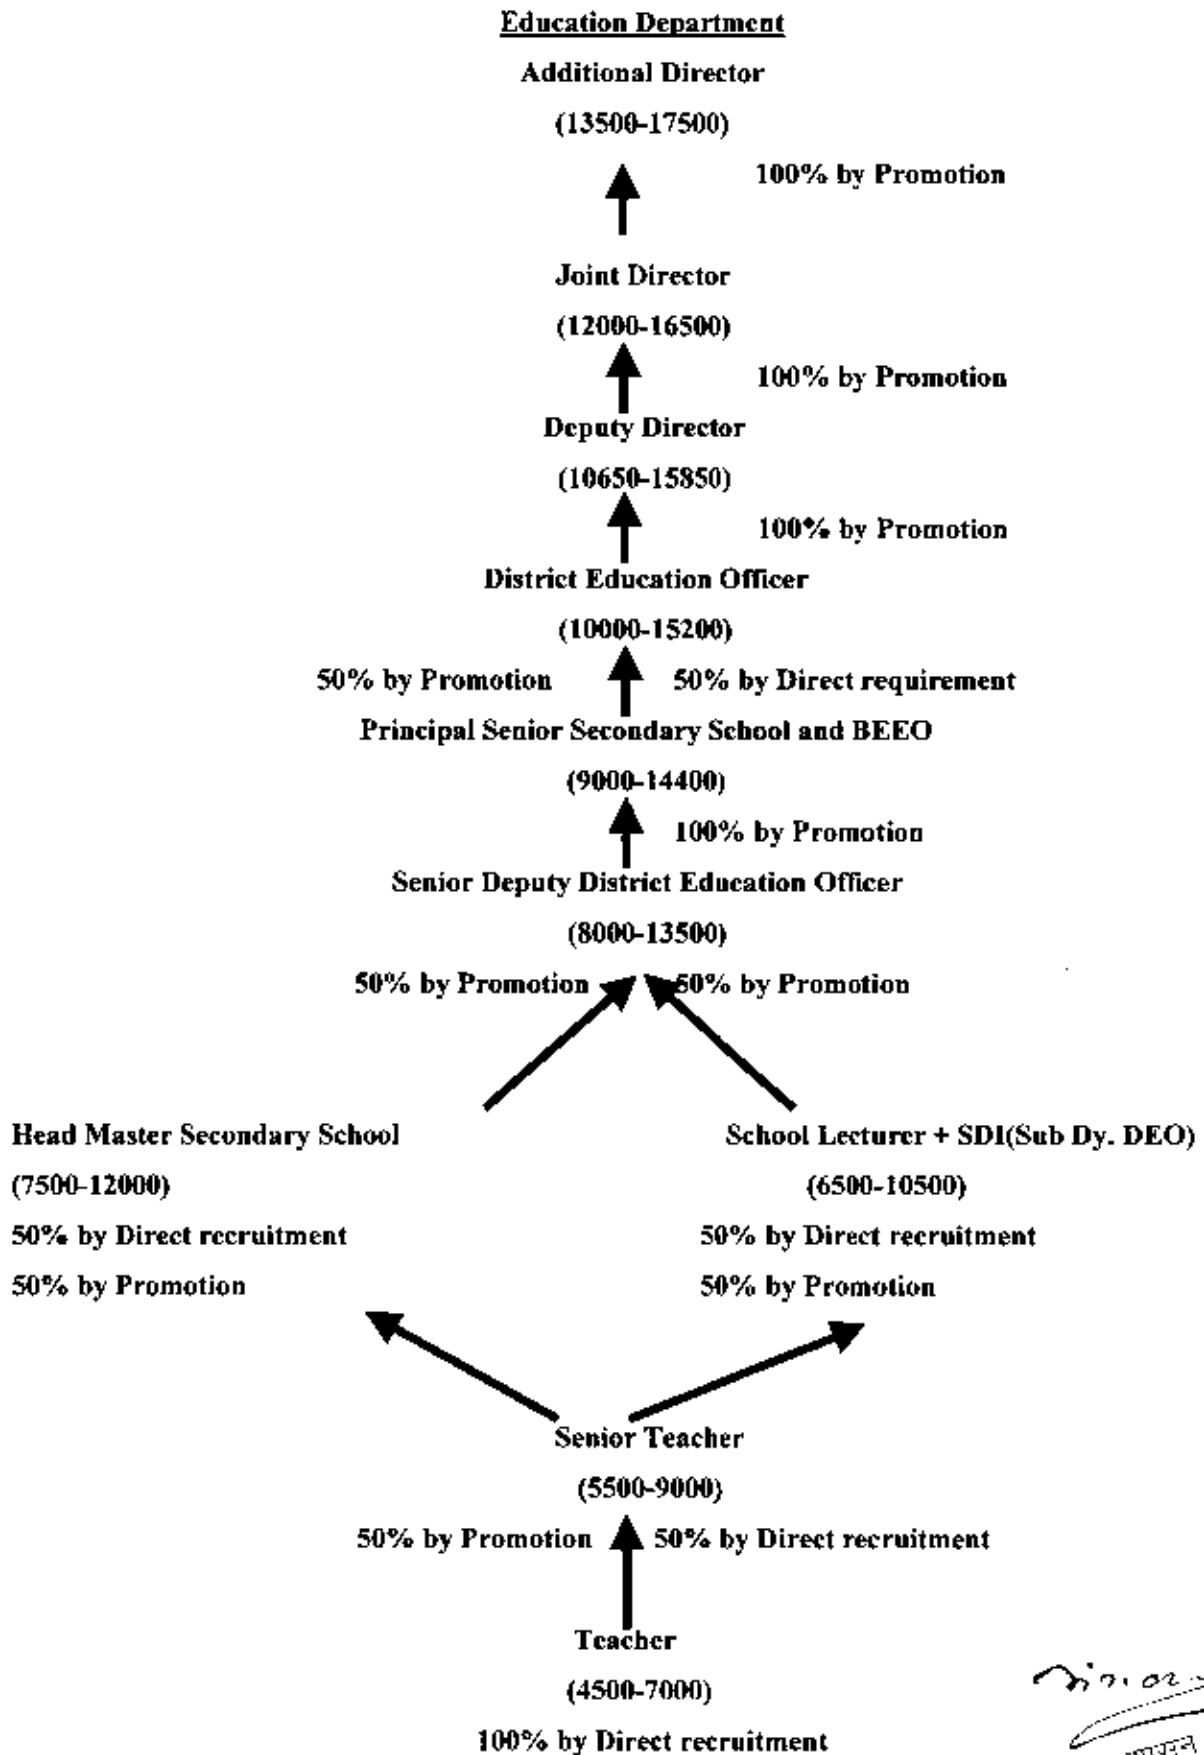 Education Department
Additional Director
(13500-17500)
100% by Promotion
Joint Director
(12000-16500)
100% by Promotion
Deputy Director
(10650-15850)
100% by Promotion
District Education Officer
(10000-15200)
50% by Promotion 50% by Direct requirement
Principal Senior Secondary School and BEEO
(9000-14400)
100% by Promotion
Senior Deputy District Education Officer
(8000-13500)
50% by Promotion 50% by Promotion
Head Master Secondary School
(7500-12000)
50% by Direct recruitment
50% by Promotion
School Lecturer + SDI(Sub Dy. DEO)
(6500-10500)
50% by Direct recruitment
50% by Promotion
Senior Teacher
(5500-9000)
50% by Promotion 50% by Direct recruitment
Teacher
(4500-7000)
100% by Direct recruitment